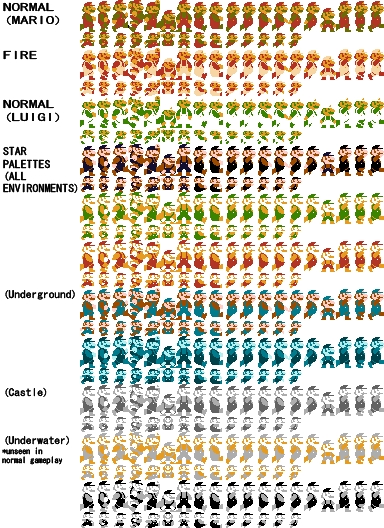 NORMAL
(MARIO)
FIRE
NORMAL
(LUIGI)
STAR
PALETTES
(ALL
ENVIRONMENTS)
(Underground)
(Castle)
(Underwater)
*unseen in
normal gameplay